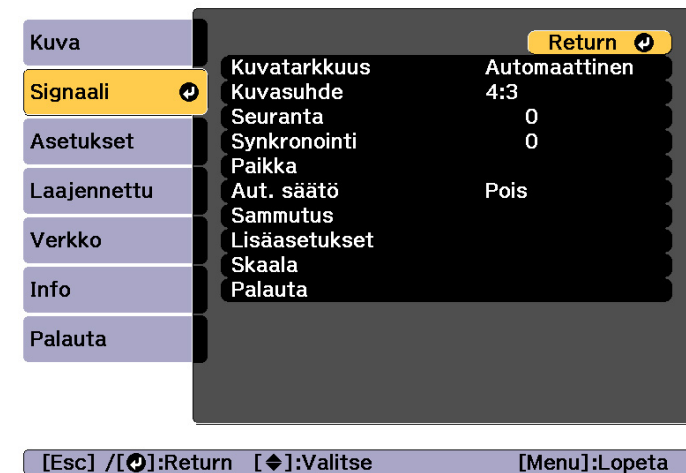 Kuva
Signaali
Asetukset
Laajennettu
Verkko
Info
Palauta
Return
Kuvatarkkuus Automaattinen
Kuvasuhde 4:3
Seuranta 0
Synkronointi 0
Paikka
Aut. säätö Pois
Sammutus
Lisäasetukset
Skaala
Palauta
[Esc] /[⏎]:Return [◆]:Valitse [Menu]:Lopeta